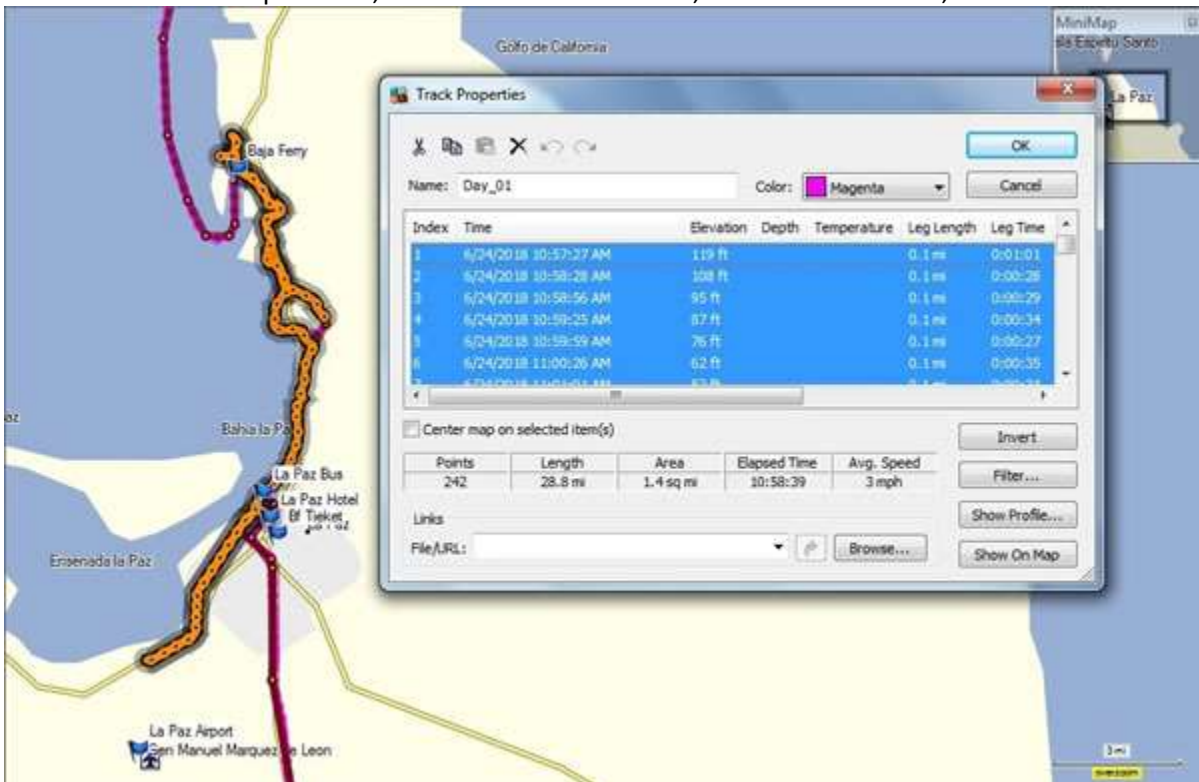 MiniMap
Isla Espiritu Santo
La Paz
Golfo de California
Baja Ferry
Track Properties
OK
Name: Day_01 Color: Magenta Cancel
Index Time Elevation Depth Temperature Leg Length Leg Time
1 6/24/2018 10:57:27 AM 119 ft 0.1 mi 0:01:01
2 6/24/2018 10:58:28 AM 108 ft 0.1 mi 0:00:28
3 6/24/2018 10:58:56 AM 95 ft 0.1 mi 0:00:29
4 6/24/2018 10:59:25 AM 87 ft 0.1 mi 0:00:34
5 6/24/2018 10:59:59 AM 76 ft 0.1 mi 0:00:27
6 6/24/2018 11:00:26 AM 62 ft 0.1 mi 0:00:35
Center map on selected item(s)
Invert
Points Length Area Elapsed Time Avg. Speed
242 28.8 mi 1.4 sq mi 10:58:39 3 mph
Filter...
Links
Show Profile...
File/URL: Browse...
Show On Map
az
Bahia la Pa
La Paz Bus
La Paz Hotel
Bf Tieket
Ensenada la Paz
La Paz Airport
Gen Manuel Marquez de Leon
3 mi